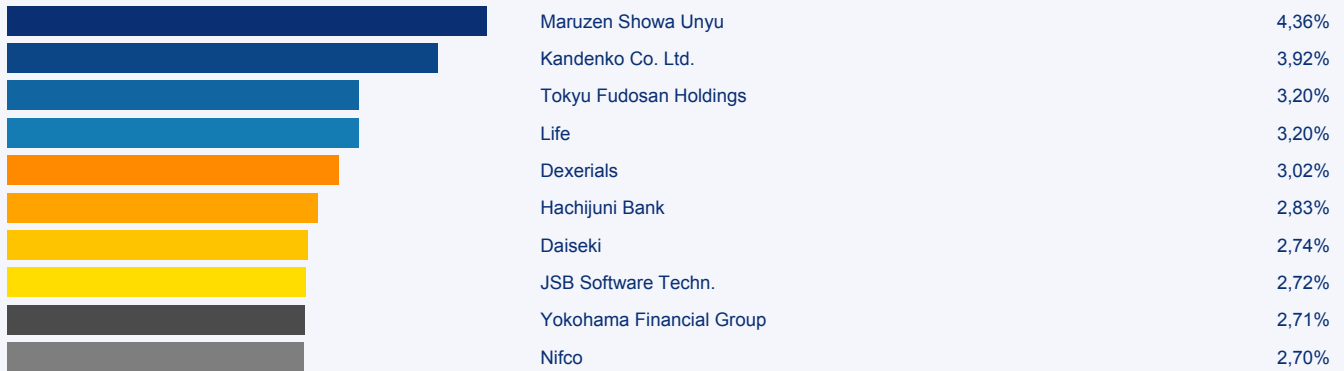 Maruzen Showa Unyu 4,36%
Kandenko Co. Ltd. 3,92%
Tokyu Fudosan Holdings 3,20%
Life 3,20%
Dexerials 3,02%
Hachijuni Bank 2,83%
Daiseki 2,74%
JSB Software Techn. 2,72%
Yokohama Financial Group 2,71%
Nifco 2,70%